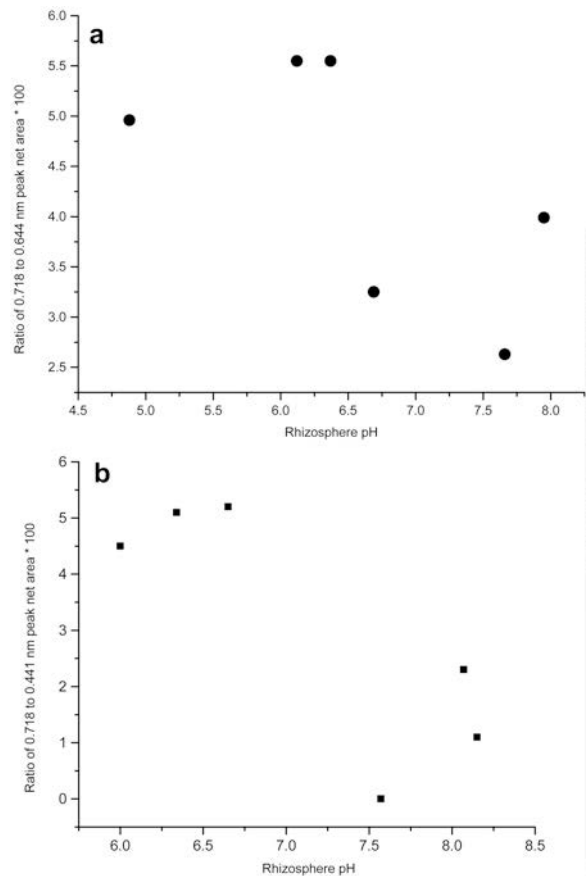 a
Ratio of 0.718 to 0.644 nm peak net area * 100
6.0
5.5
5.0
4.5
4.0
3.5
3.0
2.5
4.5 5.0 5.5 6.0 6.5 7.0 7.5 8.0
Rhizosphere pH
b
Ratio of 0.718 to 0.441 nm peak net area * 100
6
5
4
3
2
1
0
6.0 6.5 7.0 7.5 8.0 8.5
Rhizosphere pH